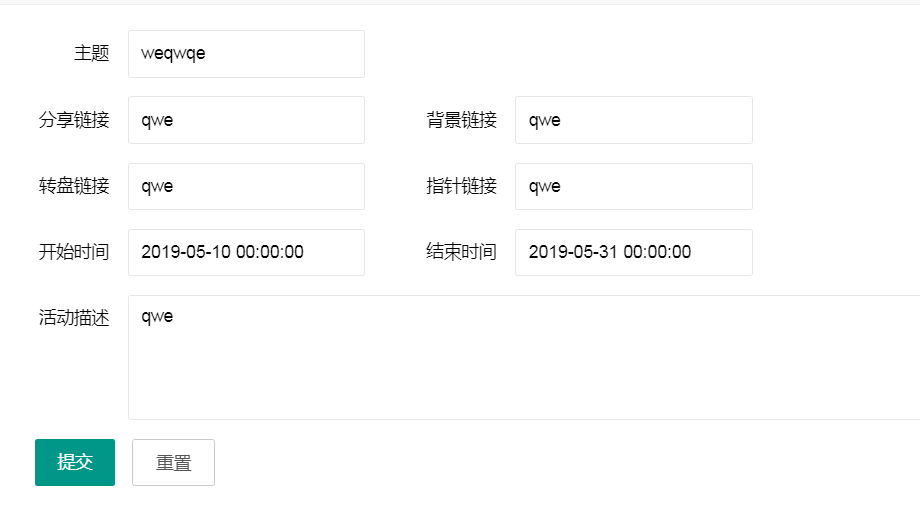 主题 weqwqe
分享链接 qwe 背景链接 qwe
转盘链接 qwe 指针链接 qwe
开始时间 2019-05-10 00:00:00 结束时间 2019-05-31 00:00:00
活动描述 qwe
提交 重置